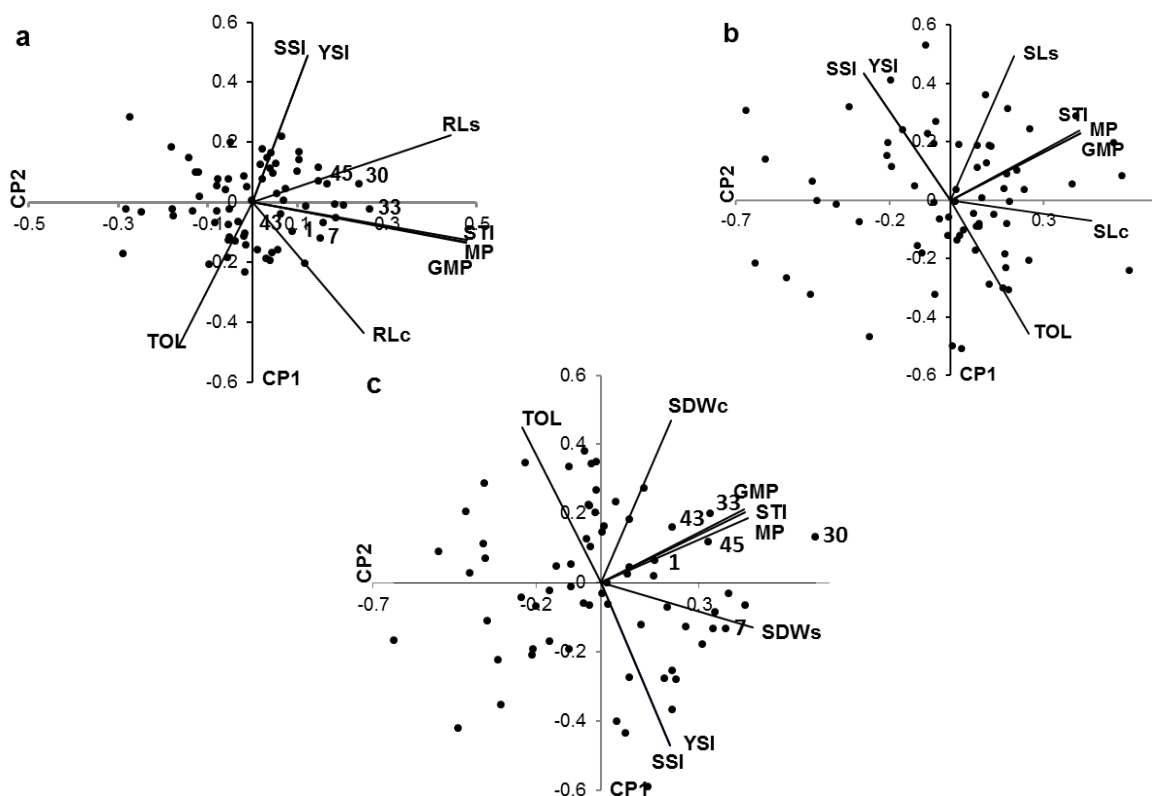 a
0.6
SSI YSI
0.4
RLs
0.2
45 30
CP2
0
33
-0.5 -0.3 -0.1 0.1 0.3 0.5
43 1 7
STI
MP
GMP
-0.2
-0.4
TOL
RLc
-0.6
CP1
b
0.6
SLs
SSI YSI
0.4
STI
MP
GMP
0.2
CP2
0
-0.7 -0.2 0.3
SLc
-0.2
-0.4
TOL
-0.6
CP1
c
0.6
TOL SDWc
0.4
GMP
33
STI
43
MP
0.2
45
30
1
CP2
0
-0.7 -0.2 0.3
7
SDWs
-0.2
-0.4
YSI
SSI
-0.6
CP1